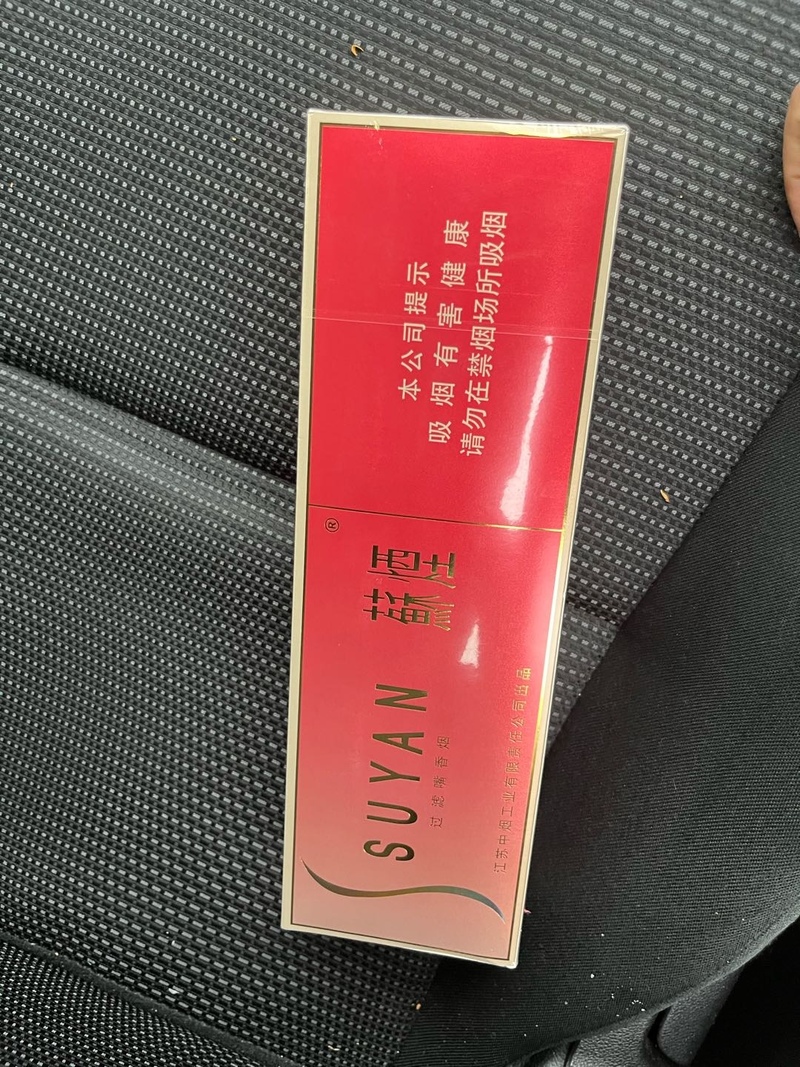 本公司提示
吸烟有害健康
请勿在禁烟场所吸烟
®
蘇煙
SUYAN
过滤嘴香烟
江苏中烟工业有限责任公司出品